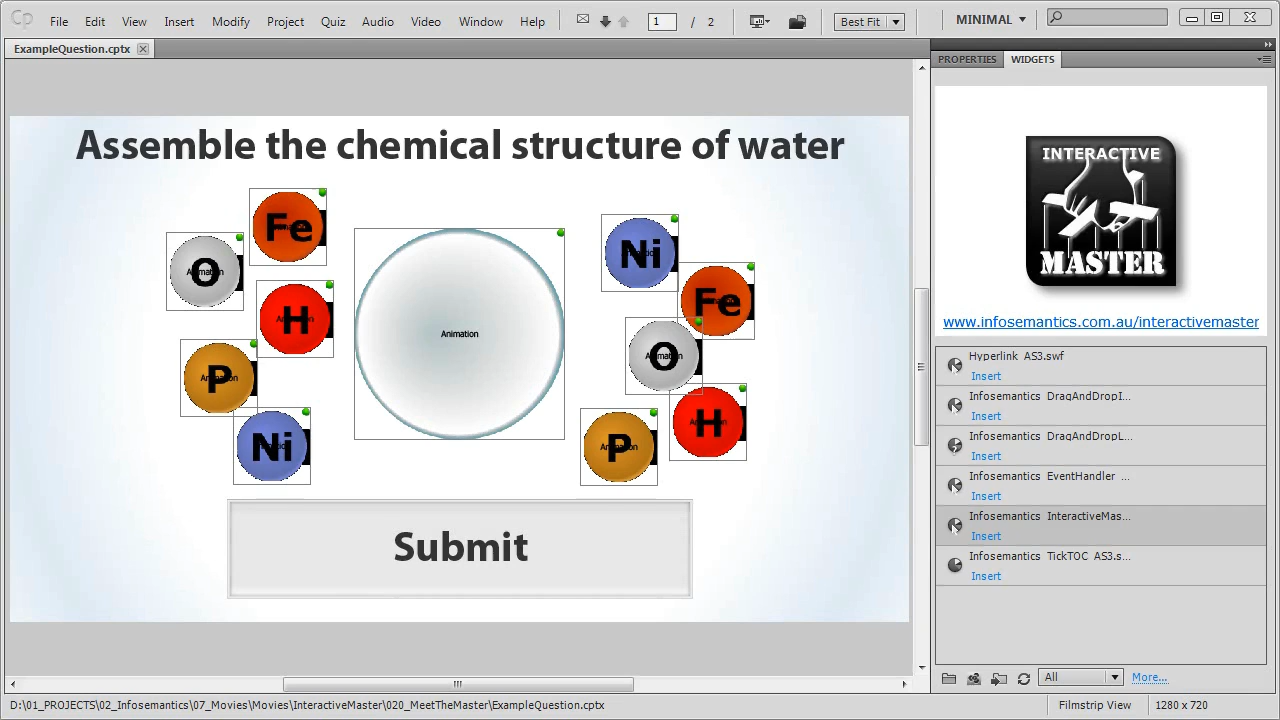 Cp File Edit View Insert Modify Project Quiz Audio Video Window Help 1 / 2 Best Fit MINIMAL
ExampleQuestion.cptx
PROPERTIES WIDGETS
Assemble the chemical structure of water
Fe
O
H
P
Ni
Animation
Ni
Fe
O
H
P
Submit
INTERACTIVE
MASTER
www.infosemantics.com.au/interactivemaster
Hyperlink AS3.swf
Insert
Infosemantics DragAndDropI...
Insert
Infosemantics DragAndDropL...
Insert
Infosemantics EventHandler ...
Insert
Infosemantics InteractiveMas...
Insert
Infosemantics TickTOC AS3.s...
Insert
All More...
D:\01_PROJECTS\02_Infosemantics\07_Movies\Movies\InteractiveMaster\020_MeetTheMaster\ExampleQuestion.cptx Filmstrip View 1280 x 720